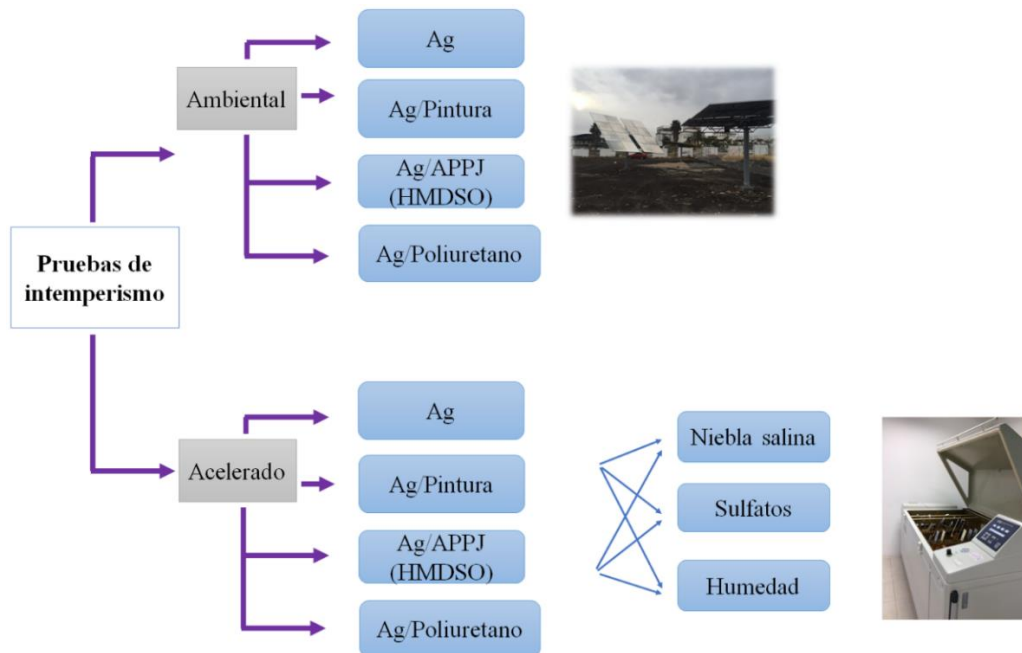 Ag
Ambiental
Ag/Pintura
Ag/APPJ
(HMDSO)
Ag/Poliuretano
Pruebas de
intemperismo
Ag
Acelerado
Ag/Pintura
Ag/APPJ
(HMDSO)
Ag/Poliuretano
Niebla salina
Sulfatos
Humedad